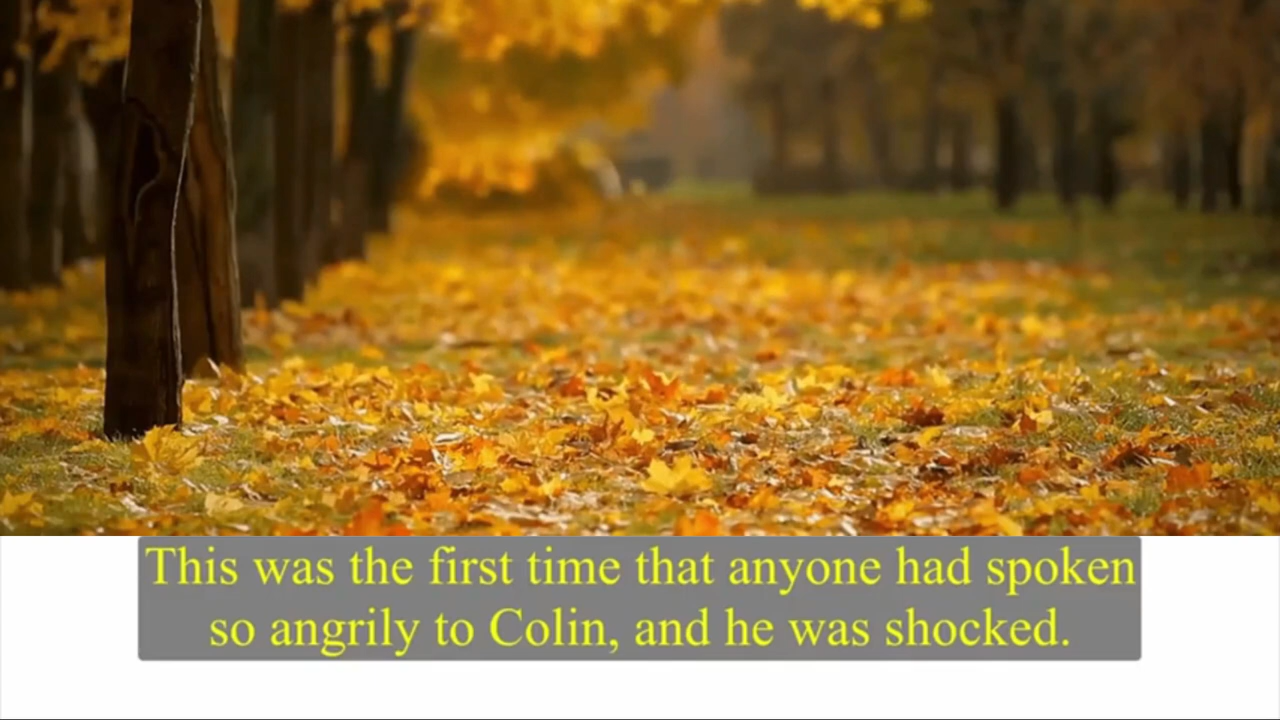 This was the first time that anyone had spoken
so angrily to Colin, and he was shocked.